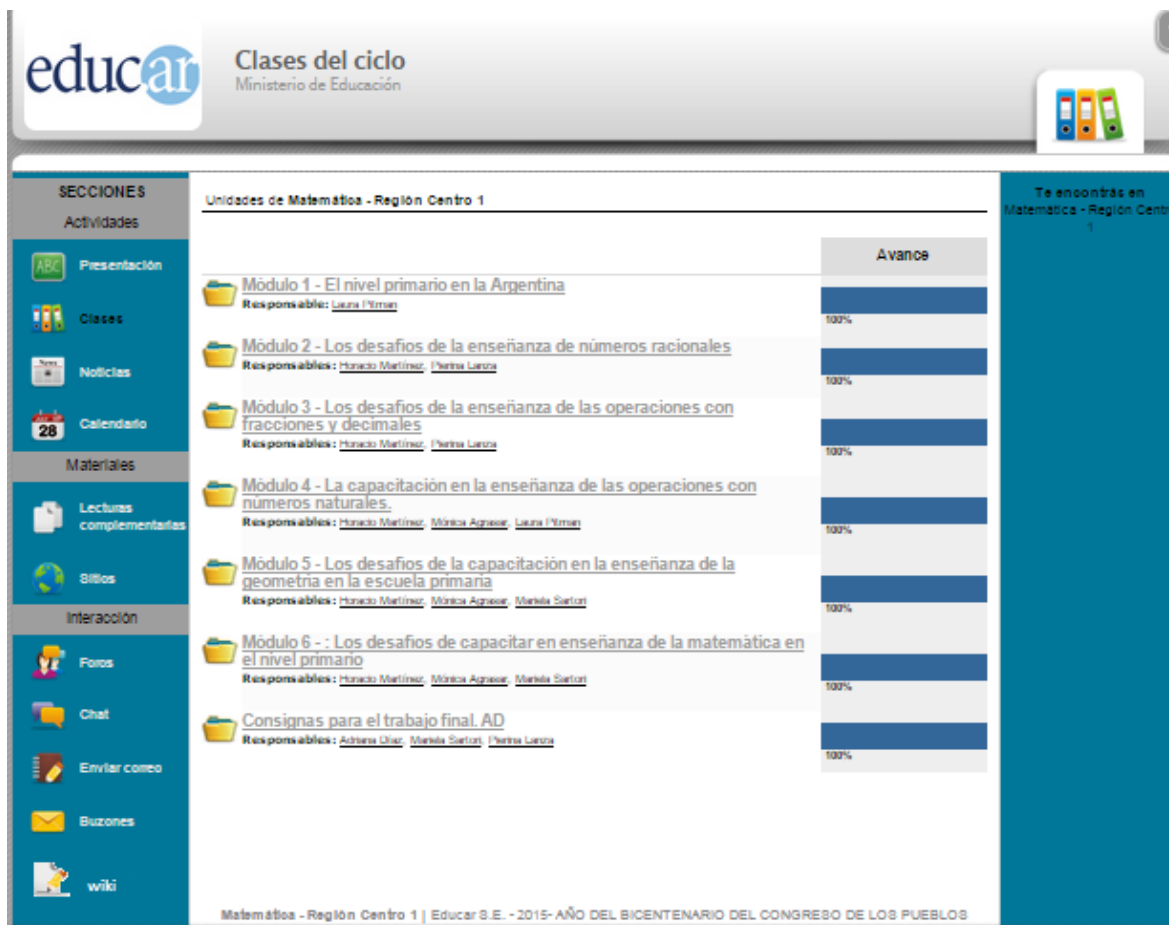 educar
Clases del ciclo
Ministerio de Educación
SECCIONES
Actividades
ABC
Presentación
Clases
News
Noticias
28
Calendario
Materiales
Lecturas
complementarias
Sitios
Interacción
Foros
Chat
Enviar correo
Buzones
wiki
Unidades de Matemática - Región Centro 1
Avance
Módulo 1 - El nivel primario en la Argentina
Responsable: Laura Pitman
100%
Módulo 2 - Los desafíos de la enseñanza de números racionales
Responsables: Horacio Martínez, Pierina Lanza
100%
Módulo 3 - Los desafíos de la enseñanza de las operaciones con
fracciones y decimales
Responsables: Horacio Martínez, Pierina Lanza
100%
Módulo 4 - La capacitación en la enseñanza de las operaciones con
números naturales.
Responsables: Horacio Martínez, Mónica Agrasar, Laura Pitman
100%
Módulo 5 - Los desafíos de la capacitación en la enseñanza de la
geometría en la escuela primaria
Responsables: Horacio Martínez, Mónica Agrasar, Mariela Sartori
100%
Módulo 6 - : Los desafíos de capacitar en enseñanza de la matemàtica en
el nivel primario
Responsables: Horacio Martínez, Mónica Agrasar, Mariela Sartori
100%
Consignas para el trabajo final. AD
Responsables: Adriana Díaz, Mariela Sartori, Pierina Lanza
100%
Te encontrás en
Matemática - Región Centr
1
Matemática - Región Centro 1 | Educar S.E. - 2015- AÑO DEL BICENTENARIO DEL CONGRESO DE LOS PUEBLOS